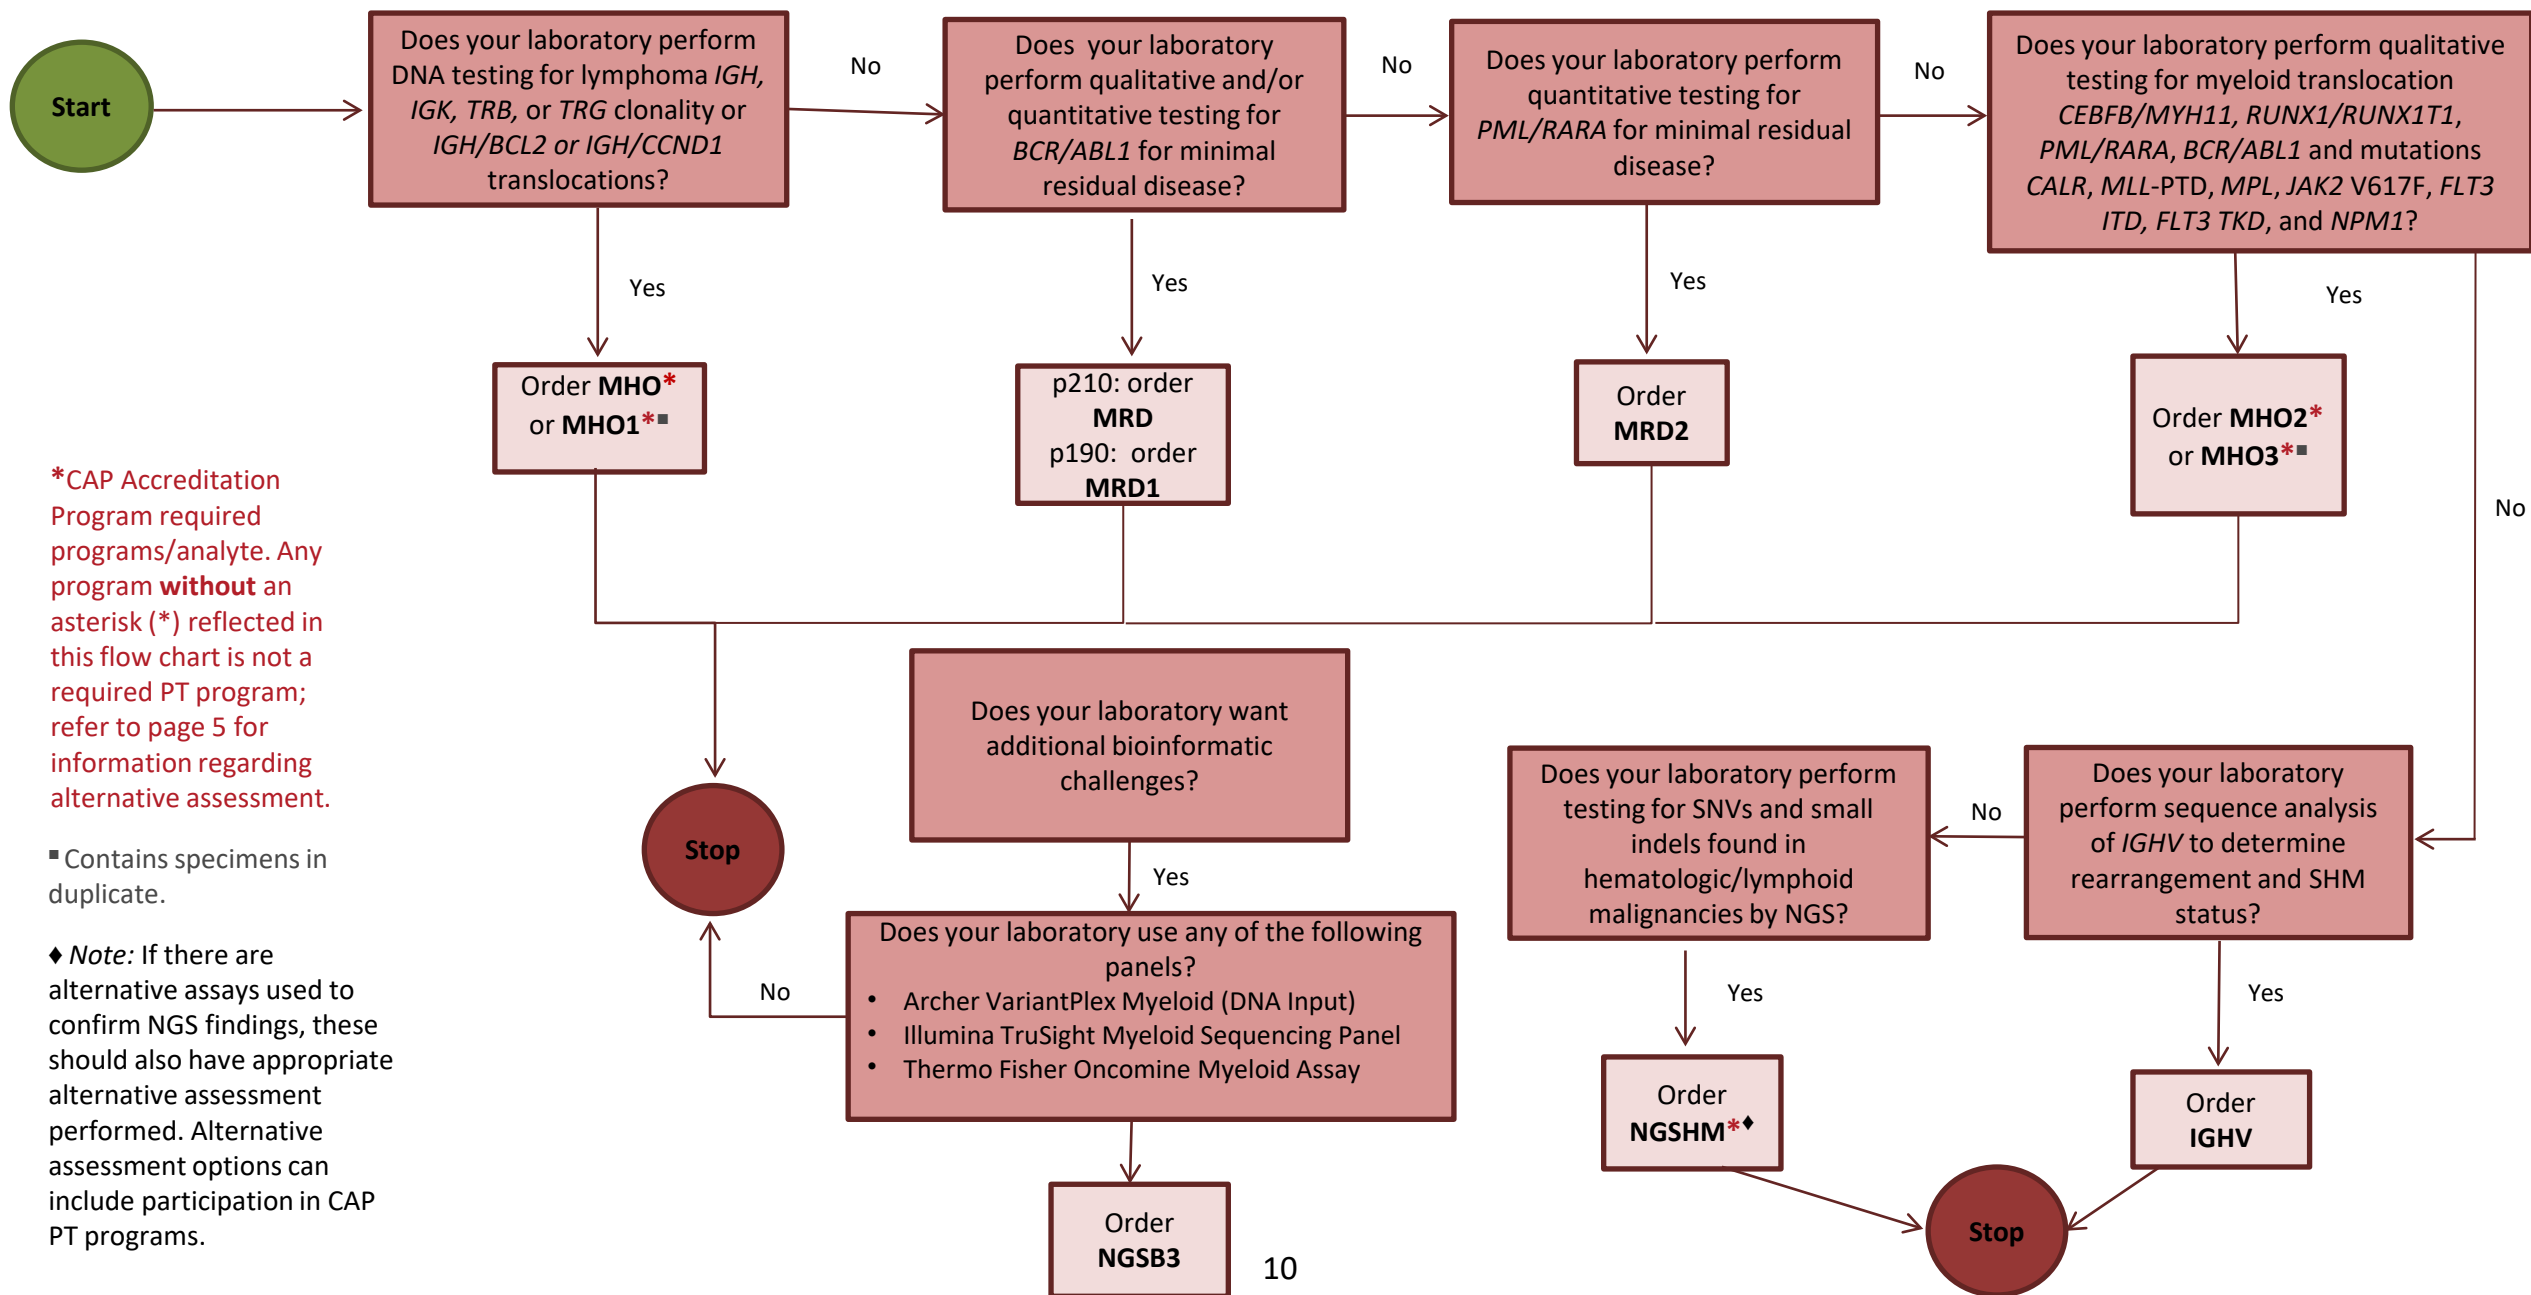 Start
Does your laboratory perform
DNA testing for lymphoma IGH,
IGK, TRB, or TRG clonality or
IGH/BCL2 or IGH/CCND1
translocations?
No
Does your laboratory
perform qualitative and/or
quantitative testing for
BCR/ABL1 for minimal
residual disease?
No
Does your laboratory perform
quantitative testing for
PML/RARA for minimal residual
disease?
No
Does your laboratory perform qualitative
testing for myeloid translocation
CEBFB/MYH11, RUNX1/RUNX1T1,
PML/RARA, BCR/ABL1 and mutations
CALR, MLL-PTD, MPL, JAK2 V617F, FLT3
ITD, FLT3 TKD, and NPM1?
Yes
Yes
Yes
Yes
No
Order MHO*
or MHO1*■
p210: order
MRD
p190: order
MRD1
Order
MRD2
Order MHO2*
or MHO3*■
*CAP Accreditation
Program required
programs/analyte. Any
program without an
asterisk (*) reflected in
this flow chart is not a
required PT program;
refer to page 5 for
information regarding
alternative assessment.
■ Contains specimens in
duplicate.
♦ Note: If there are
alternative assays used to
confirm NGS findings, these
should also have appropriate
alternative assessment
performed. Alternative
assessment options can
include participation in CAP
PT programs.
Stop
Does your laboratory want
additional bioinformatic
challenges?
Yes
Does your laboratory use any of the following
panels?
• Archer VariantPlex Myeloid (DNA Input)
• Illumina TruSight Myeloid Sequencing Panel
• Thermo Fisher Oncomine Myeloid Assay
No
Order
NGSB3
Does your laboratory perform
testing for SNVs and small
indels found in
hematologic/lymphoid
malignancies by NGS?
No
Does your laboratory
perform sequence analysis
of IGHV to determine
rearrangement and SHM
status?
Yes
Yes
Order
NGSHM*♦
Order
IGHV
Stop
10